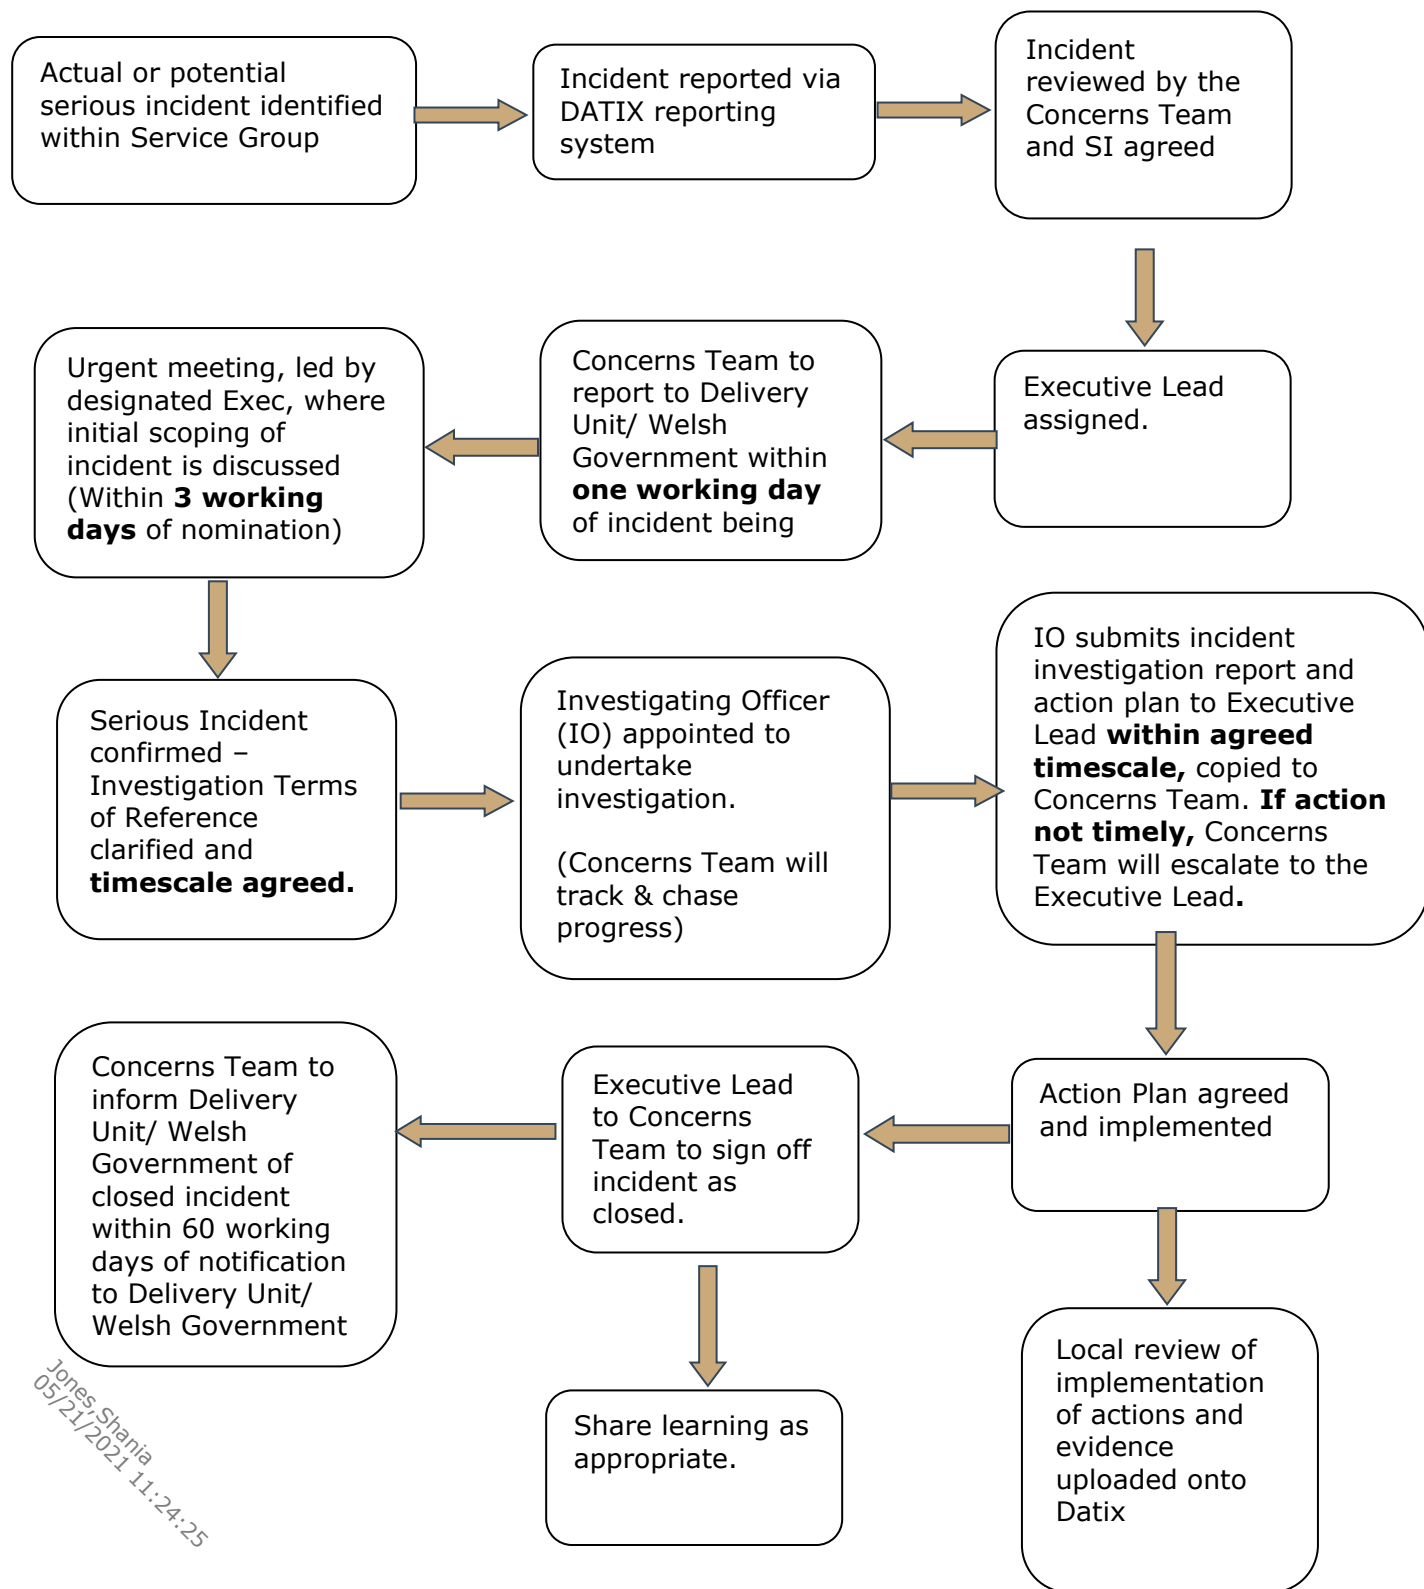 Actual or potential
serious incident identified
within Service Group
Incident reported via
DATIX reporting
system
Incident
reviewed by the
Concerns Team
and SI agreed
Executive Lead
assigned.
Concerns Team to
report to Delivery
Unit/ Welsh
Government within
one working day
of incident being
Urgent meeting, led by
designated Exec, where
initial scoping of
incident is discussed
(Within 3 working
days of nomination)
Serious Incident
confirmed –
Investigation Terms
of Reference
clarified and
timescale agreed.
Investigating Officer
(IO) appointed to
undertake
investigation.
(Concerns Team will
track & chase
progress)
IO submits incident
investigation report and
action plan to Executive
Lead within agreed
timescale, copied to
Concerns Team. If action
not timely, Concerns
Team will escalate to the
Executive Lead.
Action Plan agreed
and implemented
Executive Lead
to Concerns
Team to sign off
incident as
closed.
Concerns Team to
inform Delivery
Unit/ Welsh
Government of
closed incident
within 60 working
days of notification
to Delivery Unit/
Welsh Government
Share learning as
appropriate.
Local review of
implementation
of actions and
evidence
uploaded onto
Datix
Jones,Shania
05/21/2021 11:24:25